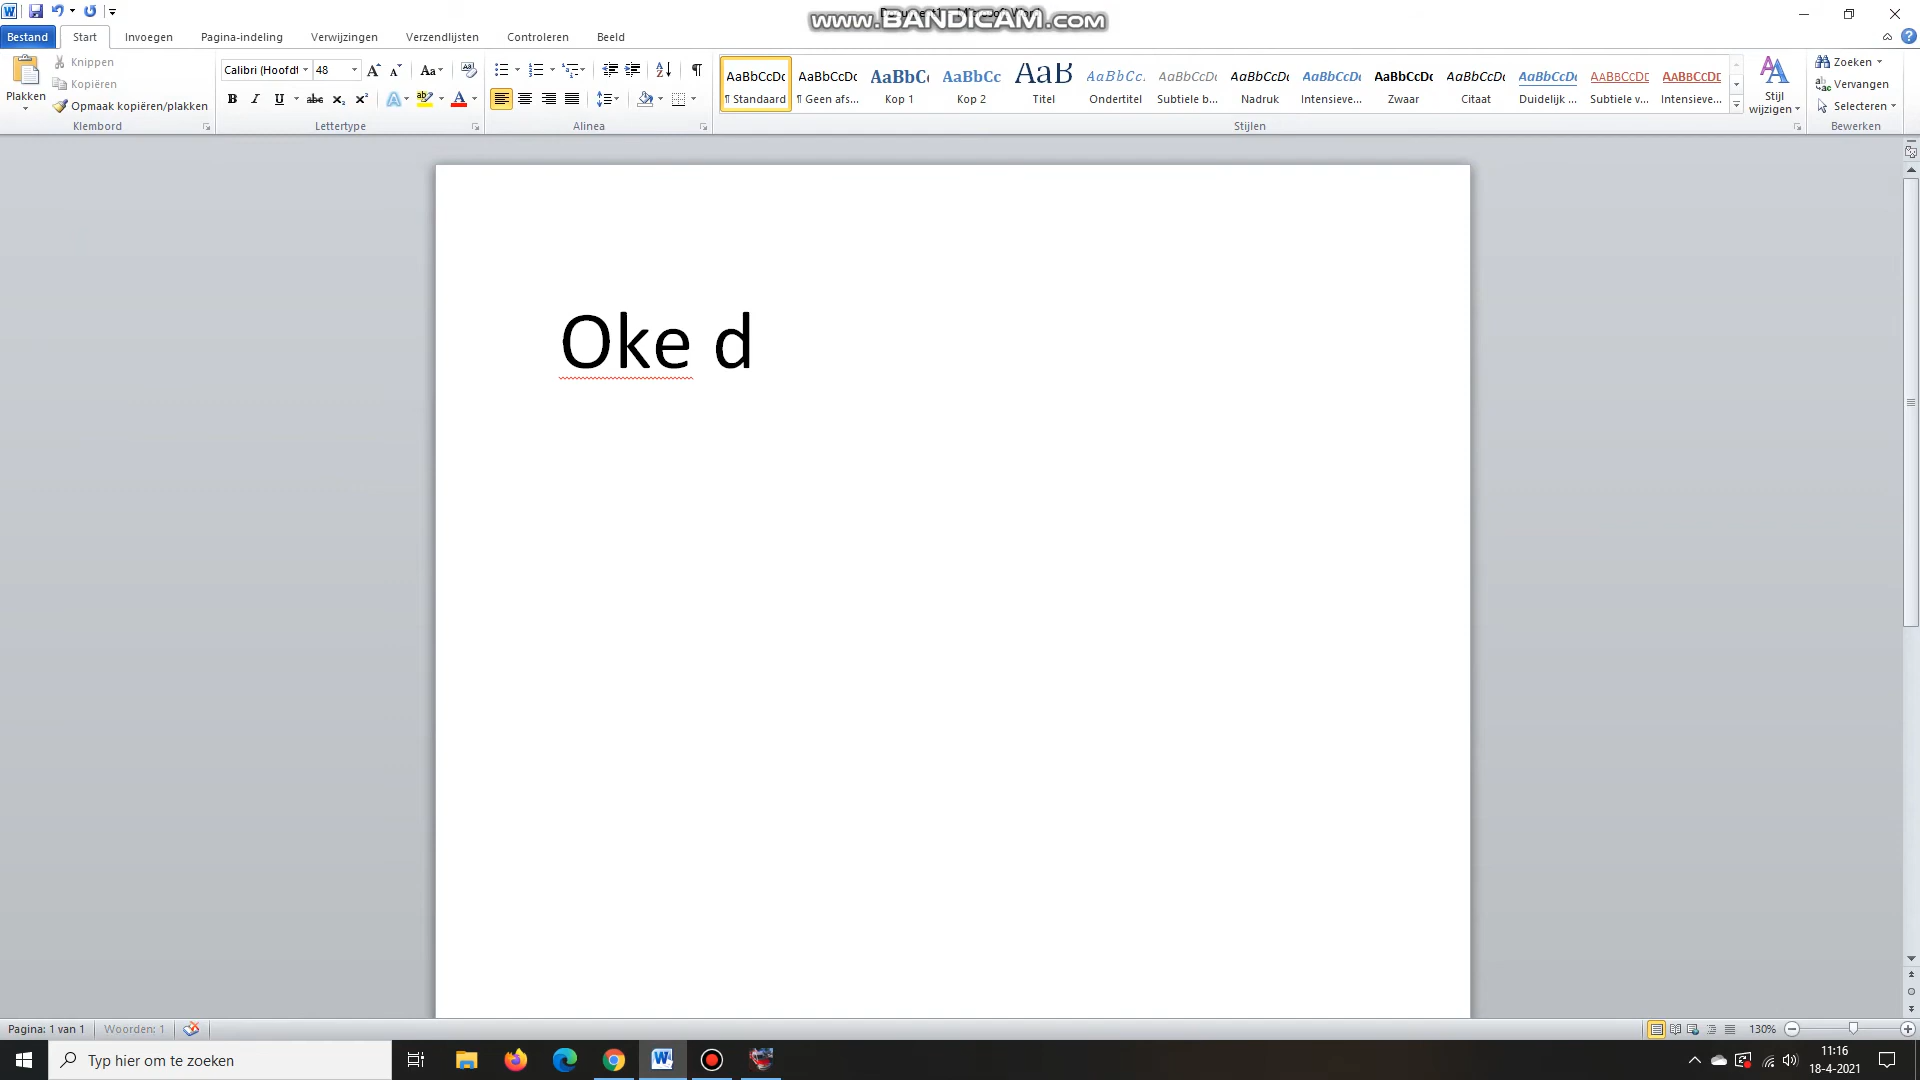 www.BANDICAM.com
Bestand Start Invoegen Pagina-indeling Verwijzingen Verzendlijsten Controleren Beeld
Plakken
Knippen
Kopiëren
Opmaak kopiëren/plakken
Klembord
Calibri (Hoofdt 48
Lettertype
Alinea
AaBbCcDc AaBbCcDc AaBbC AaBbCc AaB AaBbCc. AaBbCcDc AaBbCcDc AaBbCcDc AaBbCcDc AaBbCcDc AaBbCcDc AABBCCDE AABBCCDE
¶ Standaard ¶ Geen afs... Kop 1 Kop 2 Titel Ondertitel Subtiele b... Nadruk Intensieve... Zwaar Citaat Duidelijk ... Subtiele v... Intensieve...
Stijlen
Stijl
wijzigen
Zoeken
Vervangen
Selecteren
Bewerken
Oke d
Pagina: 1 van 1 Woorden: 1
130%
Typ hier om te zoeken
11:16
18-4-2021